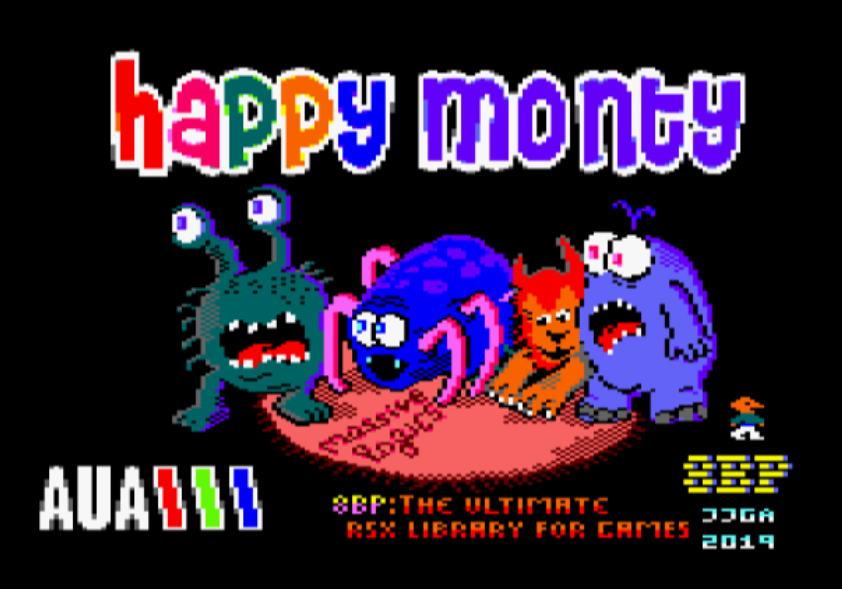 happy monty
massive
logics
AUA
8BP
8BP:THE ULTIMATE
RSX LIBRARY FOR GAMES
JJGA
2019